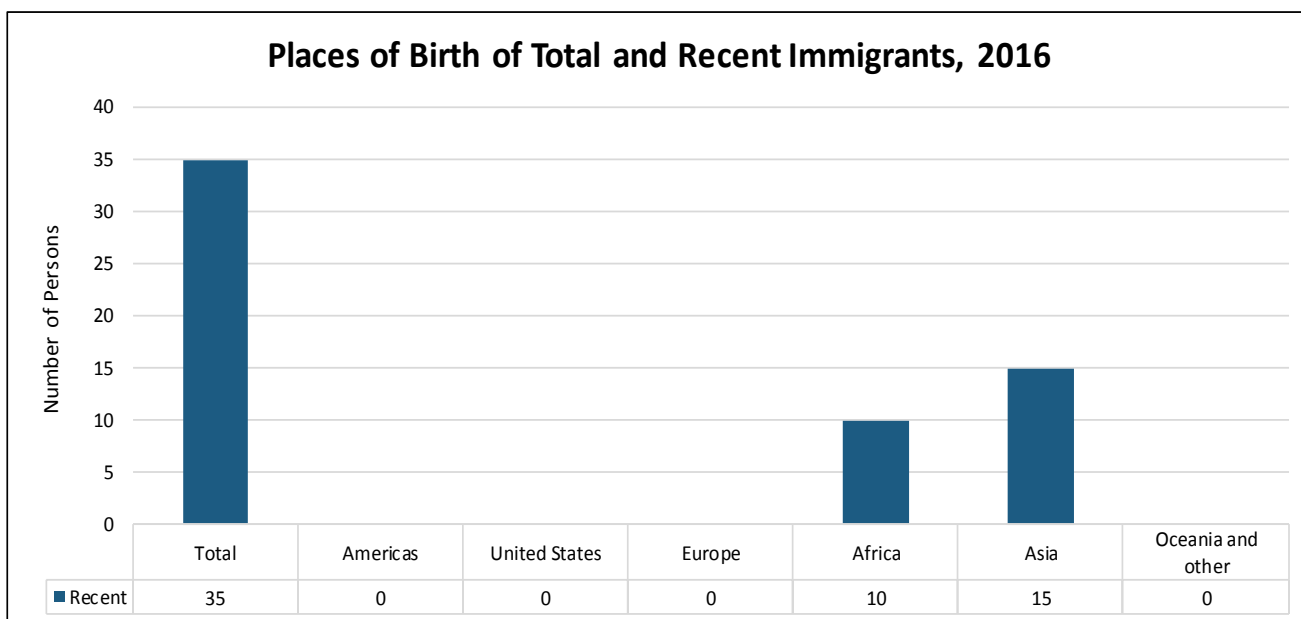 Places of Birth of Total and Recent Immigrants, 2016
Number of Persons
40
35
30
25
20
15
10
5
0
Total Americas United States Europe Africa Asia Oceania and
other
Recent 35 0 0 0 10 15 0